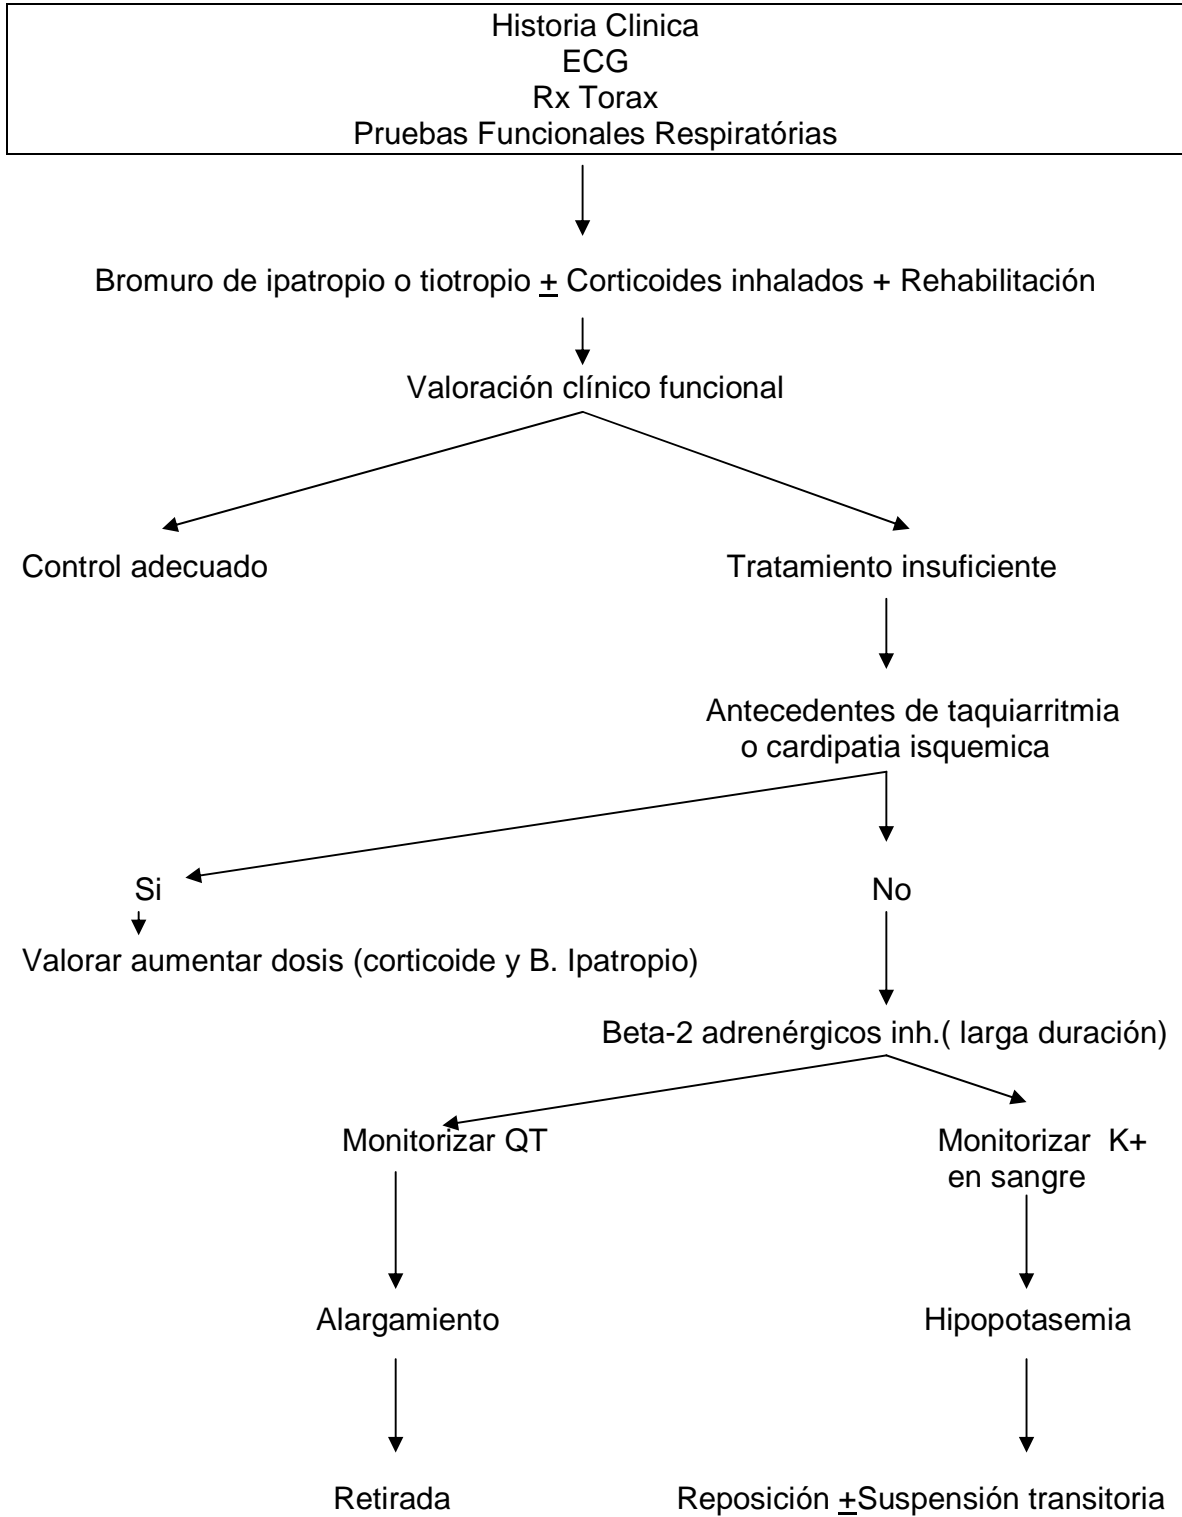 Historia Clinica
ECG
Rx Torax
Pruebas Funcionales Respiratórias
Bromuro de ipatropio o tiotropio + Corticoides inhalados + Rehabilitación
Valoración clínico funcional
Control adecuado
Tratamiento insuficiente
Antecedentes de taquiarritmia
o cardipatia isquemica
Si
No
Valorar aumentar dosis (corticoide y B. Ipatropio)
Beta-2 adrenérgicos inh.( larga duración)
Monitorizar QT
Monitorizar K+
en sangre
Alargamiento
Hipopotasemia
Retirada
Reposición +Suspensión transitoria